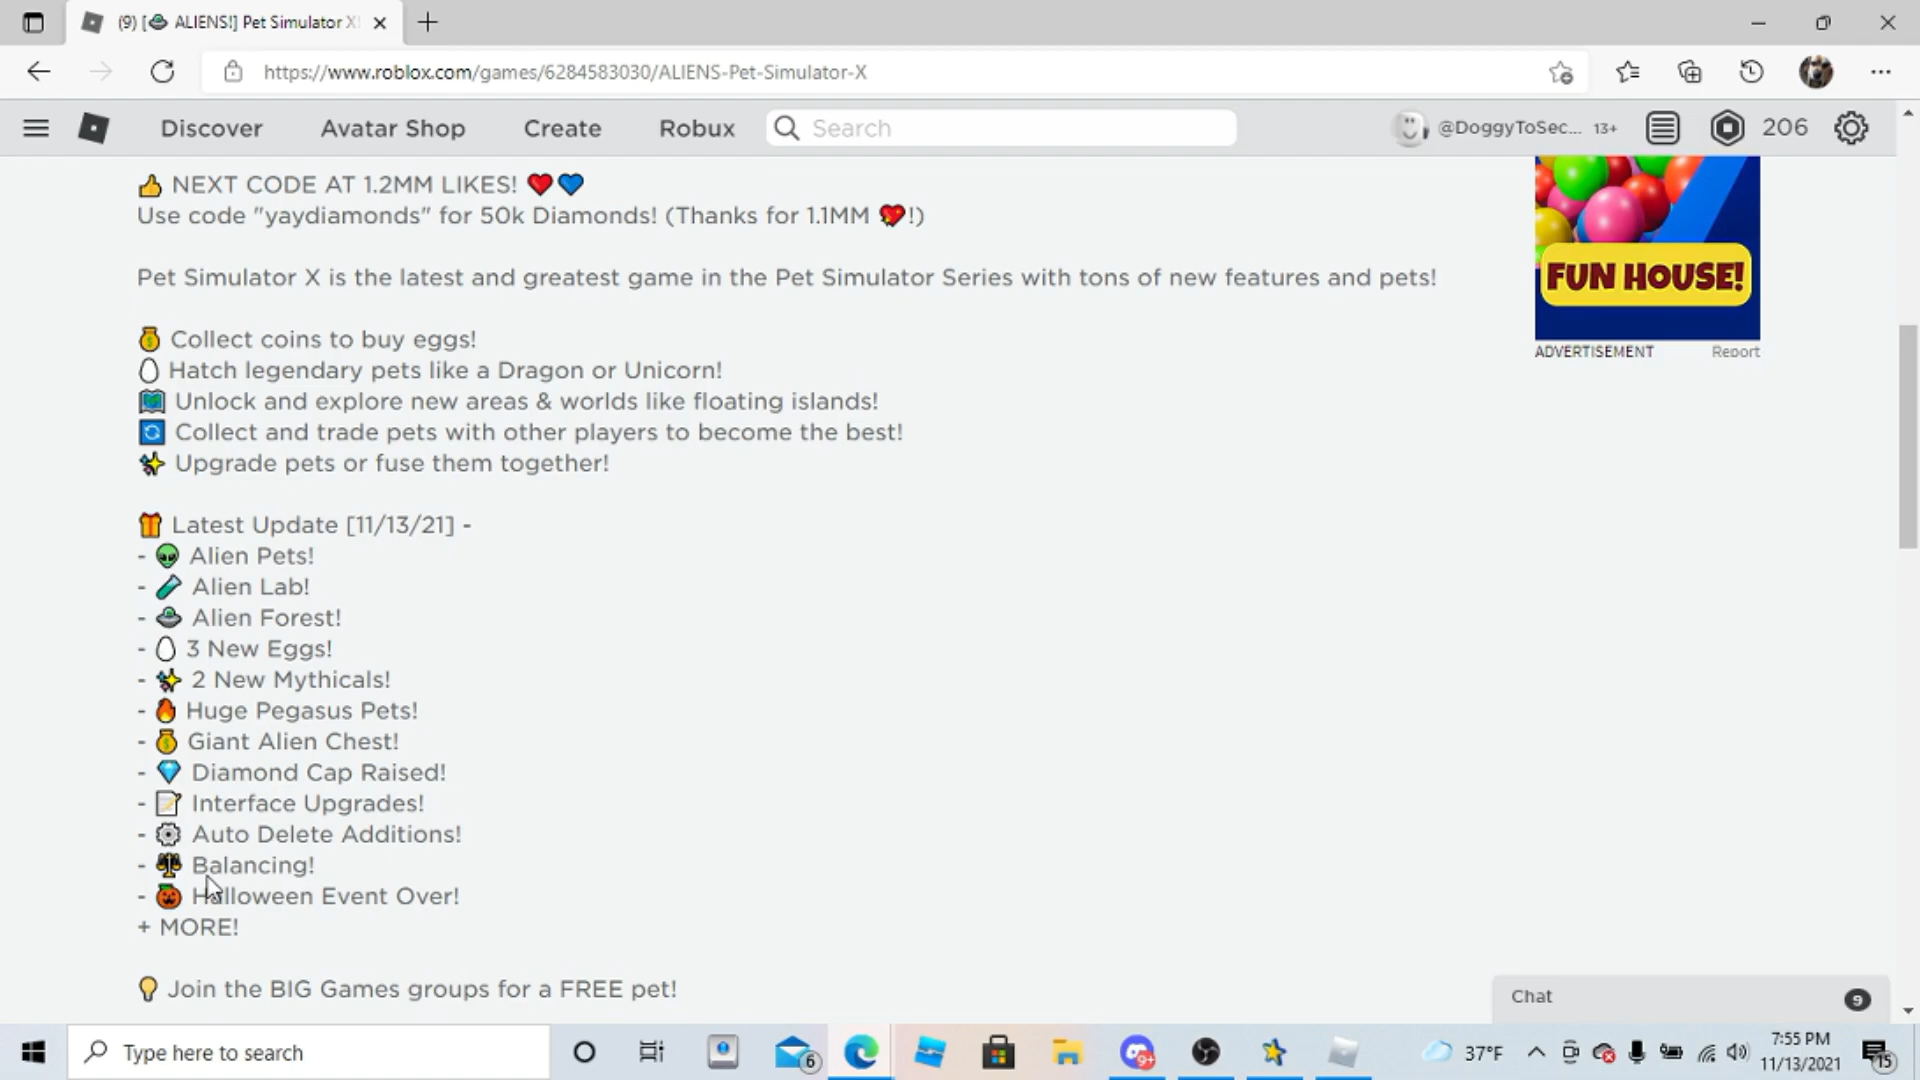 (9) [🛸 ALIENS!] Pet Simulator X
https://www.roblox.com/games/6284583030/ALIENS-Pet-Simulator-X
Discover Avatar Shop Create Robux Search @DoggyToSec... 13+ 206
👍 NEXT CODE AT 1.2MM LIKES! ❤️💙
Use code "yaydiamonds" for 50k Diamonds! (Thanks for 1.1MM 💖!)
Pet Simulator X is the latest and greatest game in the Pet Simulator Series with tons of new features and pets!
FUN HOUSE!
ADVERTISEMENT Report
💰 Collect coins to buy eggs!
🥚 Hatch legendary pets like a Dragon or Unicorn!
🗺️ Unlock and explore new areas & worlds like floating islands!
🔄 Collect and trade pets with other players to become the best!
✨ Upgrade pets or fuse them together!
🎁 Latest Update [11/13/21] -
- 👽 Alien Pets!
- 🧪 Alien Lab!
- 🛸 Alien Forest!
- 🥚 3 New Eggs!
- ✨ 2 New Mythicals!
- 🔥 Huge Pegasus Pets!
- 💰 Giant Alien Chest!
- 💎 Diamond Cap Raised!
- 📝 Interface Upgrades!
- ⚙️ Auto Delete Additions!
- ⚖️ Balancing!
- 🎃 Halloween Event Over!
+ MORE!
💡 Join the BIG Games groups for a FREE pet!
Chat 9
Type here to search 6 9+ 37°F 7:55 PM
11/13/2021 15